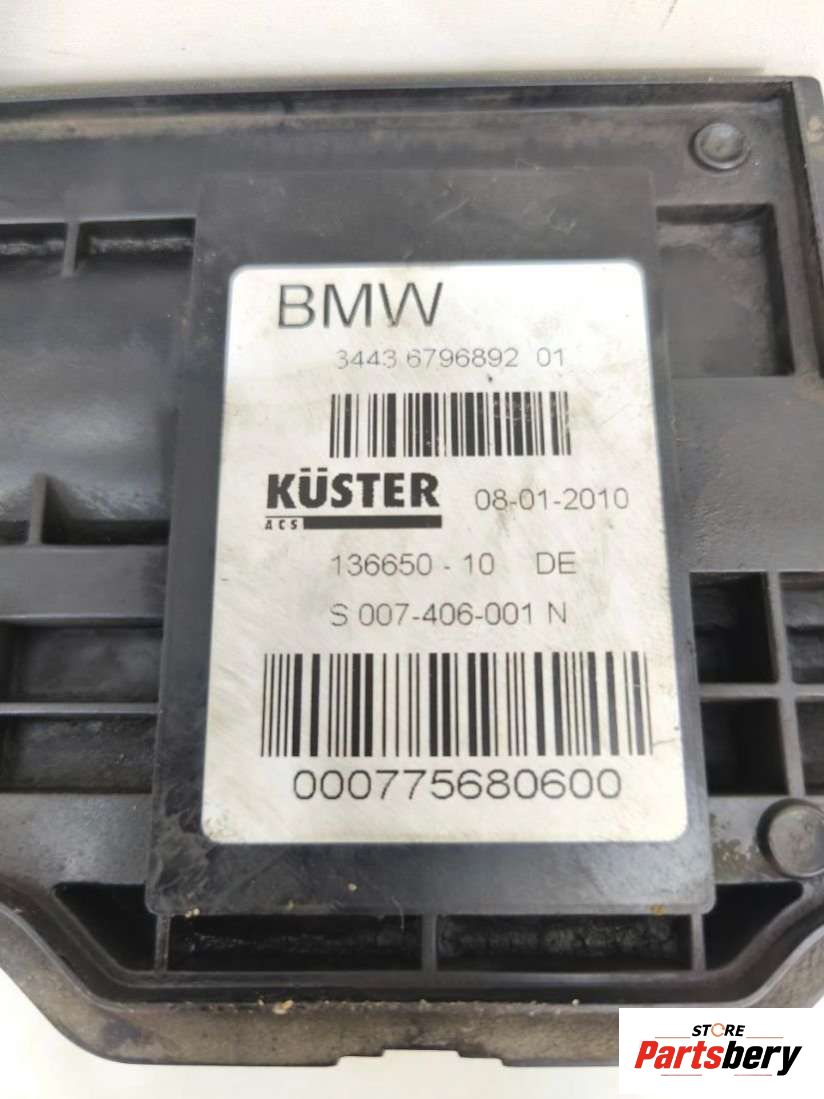 BMW
3443 6796892 01
KÜSTER 08-01-2010
ACS
136650 - 10 DE
S 007-406-001 N
000775680600
STORE
Partsbery